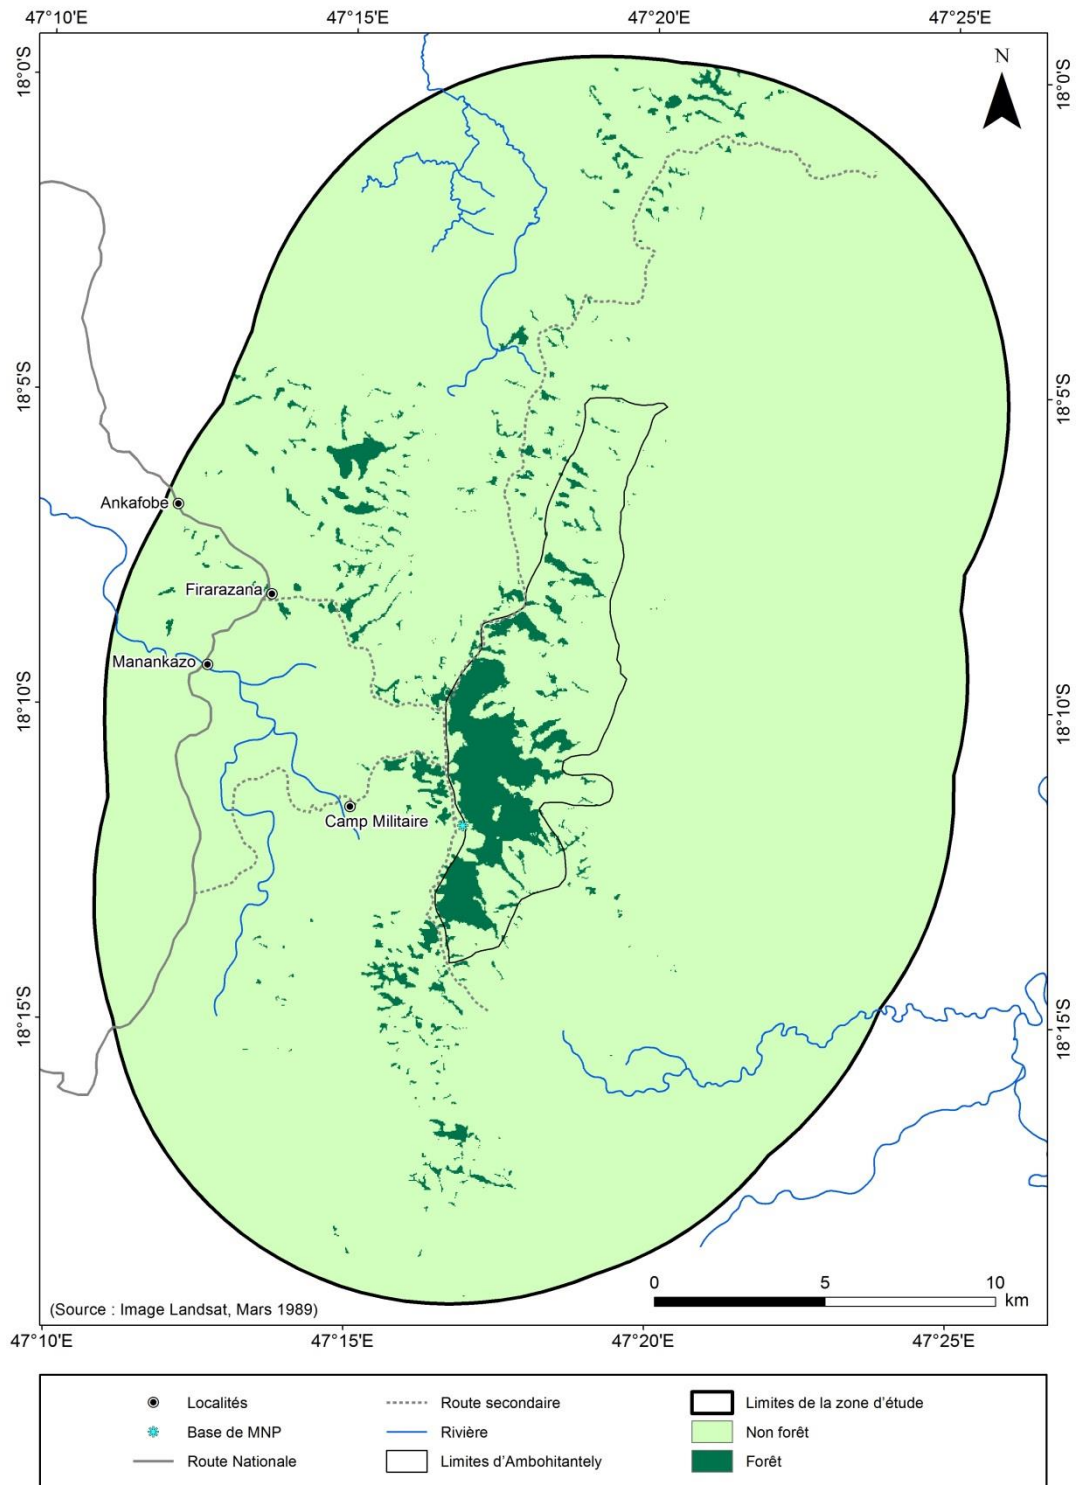 47°10'E 47°15'E 47°20'E 47°25'E
N
18°0'S 18°0'S
18°5'S 18°5'S
Ankafobe
Firarazana
Manankazo
18°10'S 18°10'S
Camp Militaire
18°15'S 18°15'S
0 5 10
km
(Source : Image Landsat, Mars 1989)
47°10'E 47°15'E 47°20'E 47°25'E
Localités Route secondaire Limites de la zone d'étude
Base de MNP Rivière Non forêt
Route Nationale Limites d'Ambohitantely Forêt